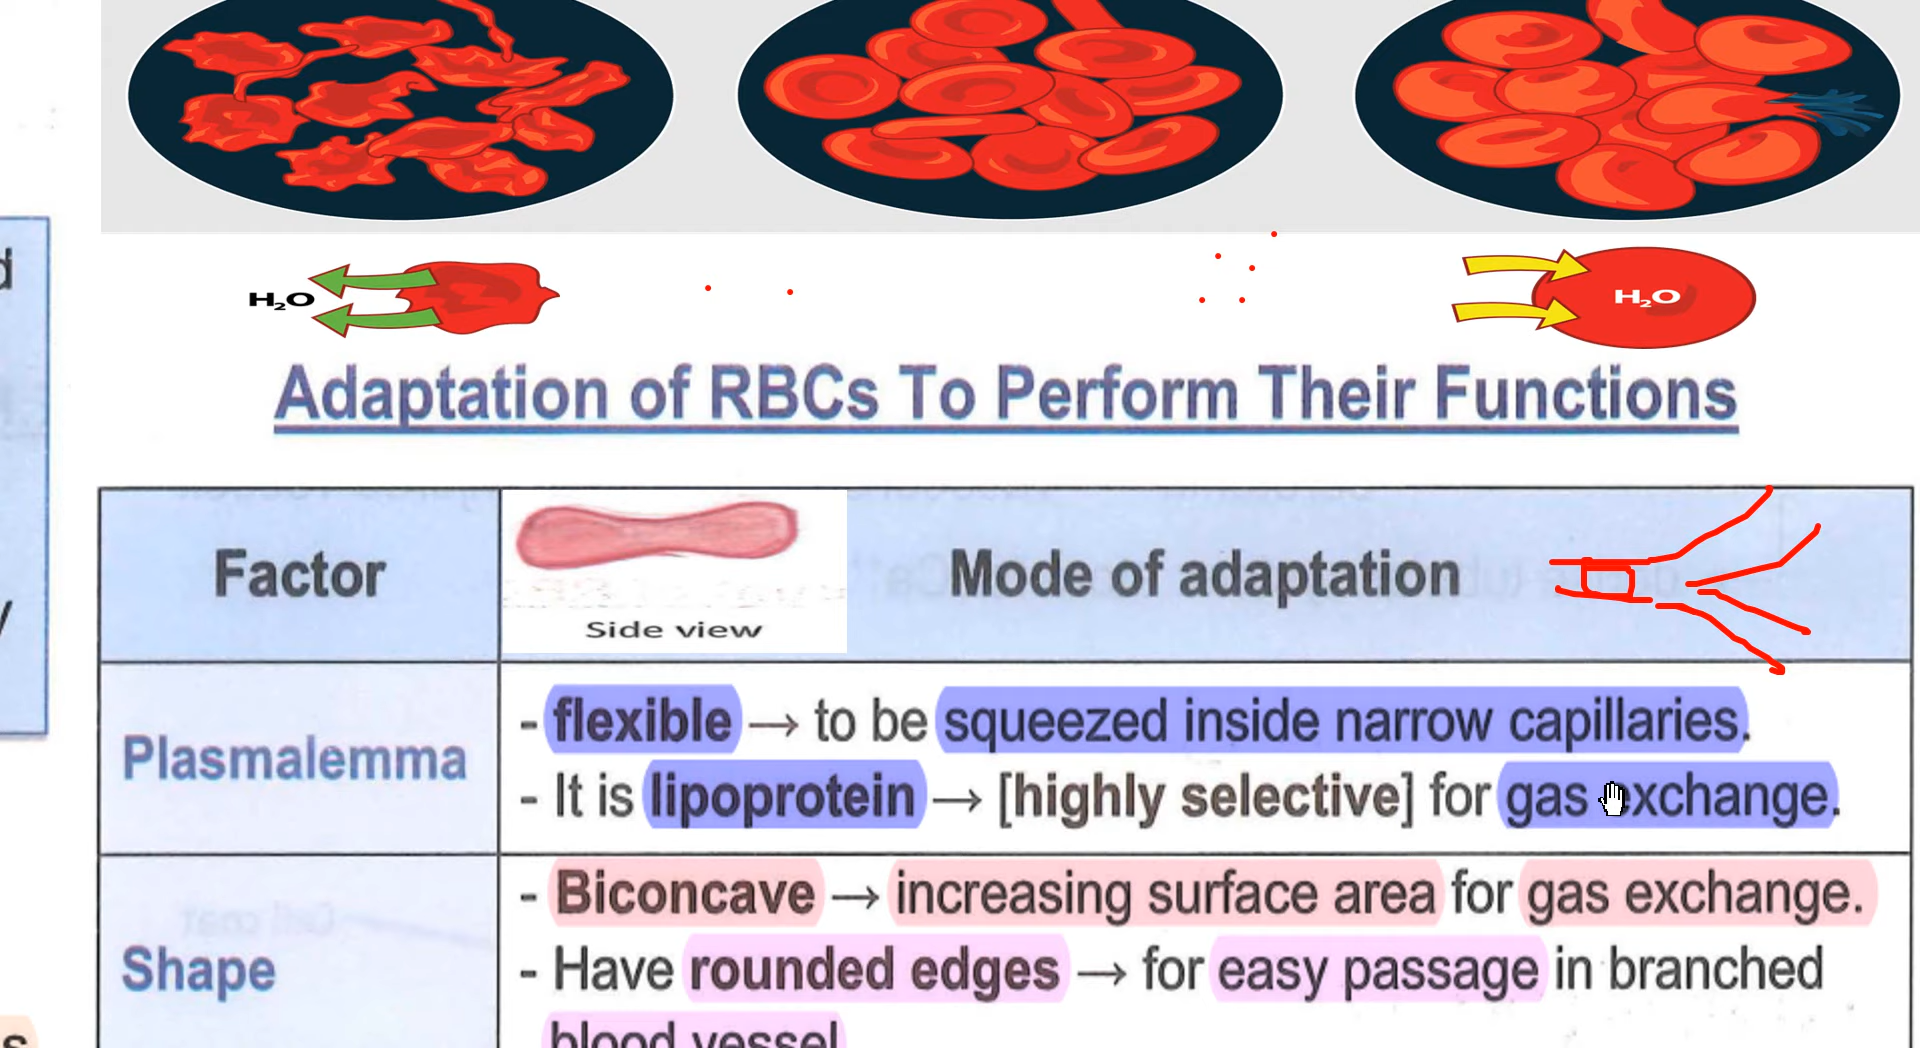 d
H₂O
H₂O
Adaptation of RBCs To Perform Their Functions
Factor
Side view
Mode of adaptation
y
Plasmalemma
- flexible → to be squeezed inside narrow capillaries.
- It is lipoprotein → [highly selective] for gas exchange.
Shape
- Biconcave → increasing surface area for gas exchange.
- Have rounded edges → for easy passage in branched
blood vessel
s